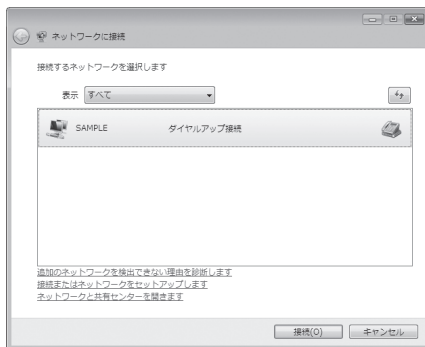 ネットワークに接続
接続するネットワークを選択します
表示 すべて
SAMPLE ダイヤルアップ接続
追加のネットワークを検出できない理由を診断します
接続またはネットワークをセットアップします
ネットワークと共有センターを開きます
接続(O) キャンセル